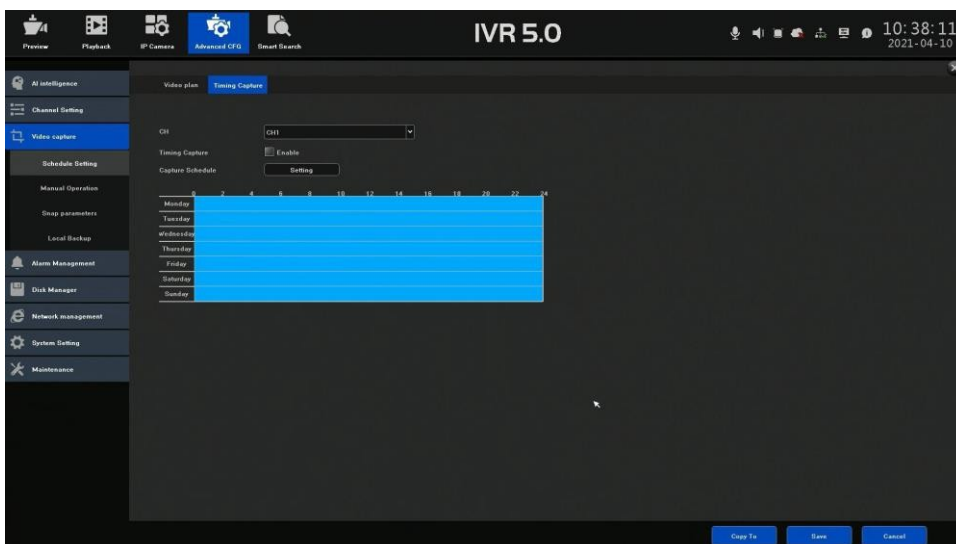 IVR 5.0
10:38:11
2021-04-10
Preview
Playback
IP Camera
Advanced CFG
Smart Search
AI intelligence
Channel Setting
Video capture
Schedule Setting
Manual Operation
Snap parameters
Local Backup
Alarm Management
Disk Manager
Network management
System Setting
Maintenance
Video plan
Timing Capture
CH
CH1
Timing Capture
Enable
Capture Schedule
Setting
0 2 4 6 8 10 12 14 16 18 20 22 24
Monday
Tuesday
Wednesday
Thursday
Friday
Saturday
Sunday
Copy To
Save
Cancel